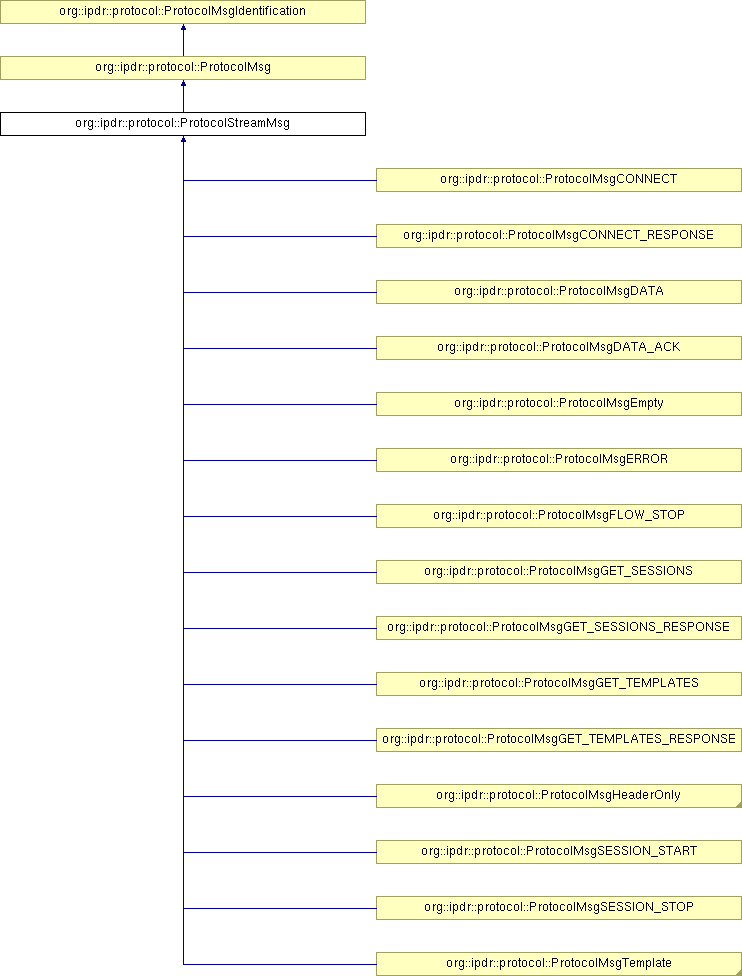 org::ipdr::protocol::ProtocolMsgIdentification
org::ipdr::protocol::ProtocolMsg
org::ipdr::protocol::ProtocolStreamMsg
org::ipdr::protocol::ProtocolMsgCONNECT
org::ipdr::protocol::ProtocolMsgCONNECT_RESPONSE
org::ipdr::protocol::ProtocolMsgDATA
org::ipdr::protocol::ProtocolMsgDATA_ACK
org::ipdr::protocol::ProtocolMsgEmpty
org::ipdr::protocol::ProtocolMsgERROR
org::ipdr::protocol::ProtocolMsgFLOW_STOP
org::ipdr::protocol::ProtocolMsgGET_SESSIONS
org::ipdr::protocol::ProtocolMsgGET_SESSIONS_RESPONSE
org::ipdr::protocol::ProtocolMsgGET_TEMPLATES
org::ipdr::protocol::ProtocolMsgGET_TEMPLATES_RESPONSE
org::ipdr::protocol::ProtocolMsgHeaderOnly
org::ipdr::protocol::ProtocolMsgSESSION_START
org::ipdr::protocol::ProtocolMsgSESSION_STOP
org::ipdr::protocol::ProtocolMsgTemplate